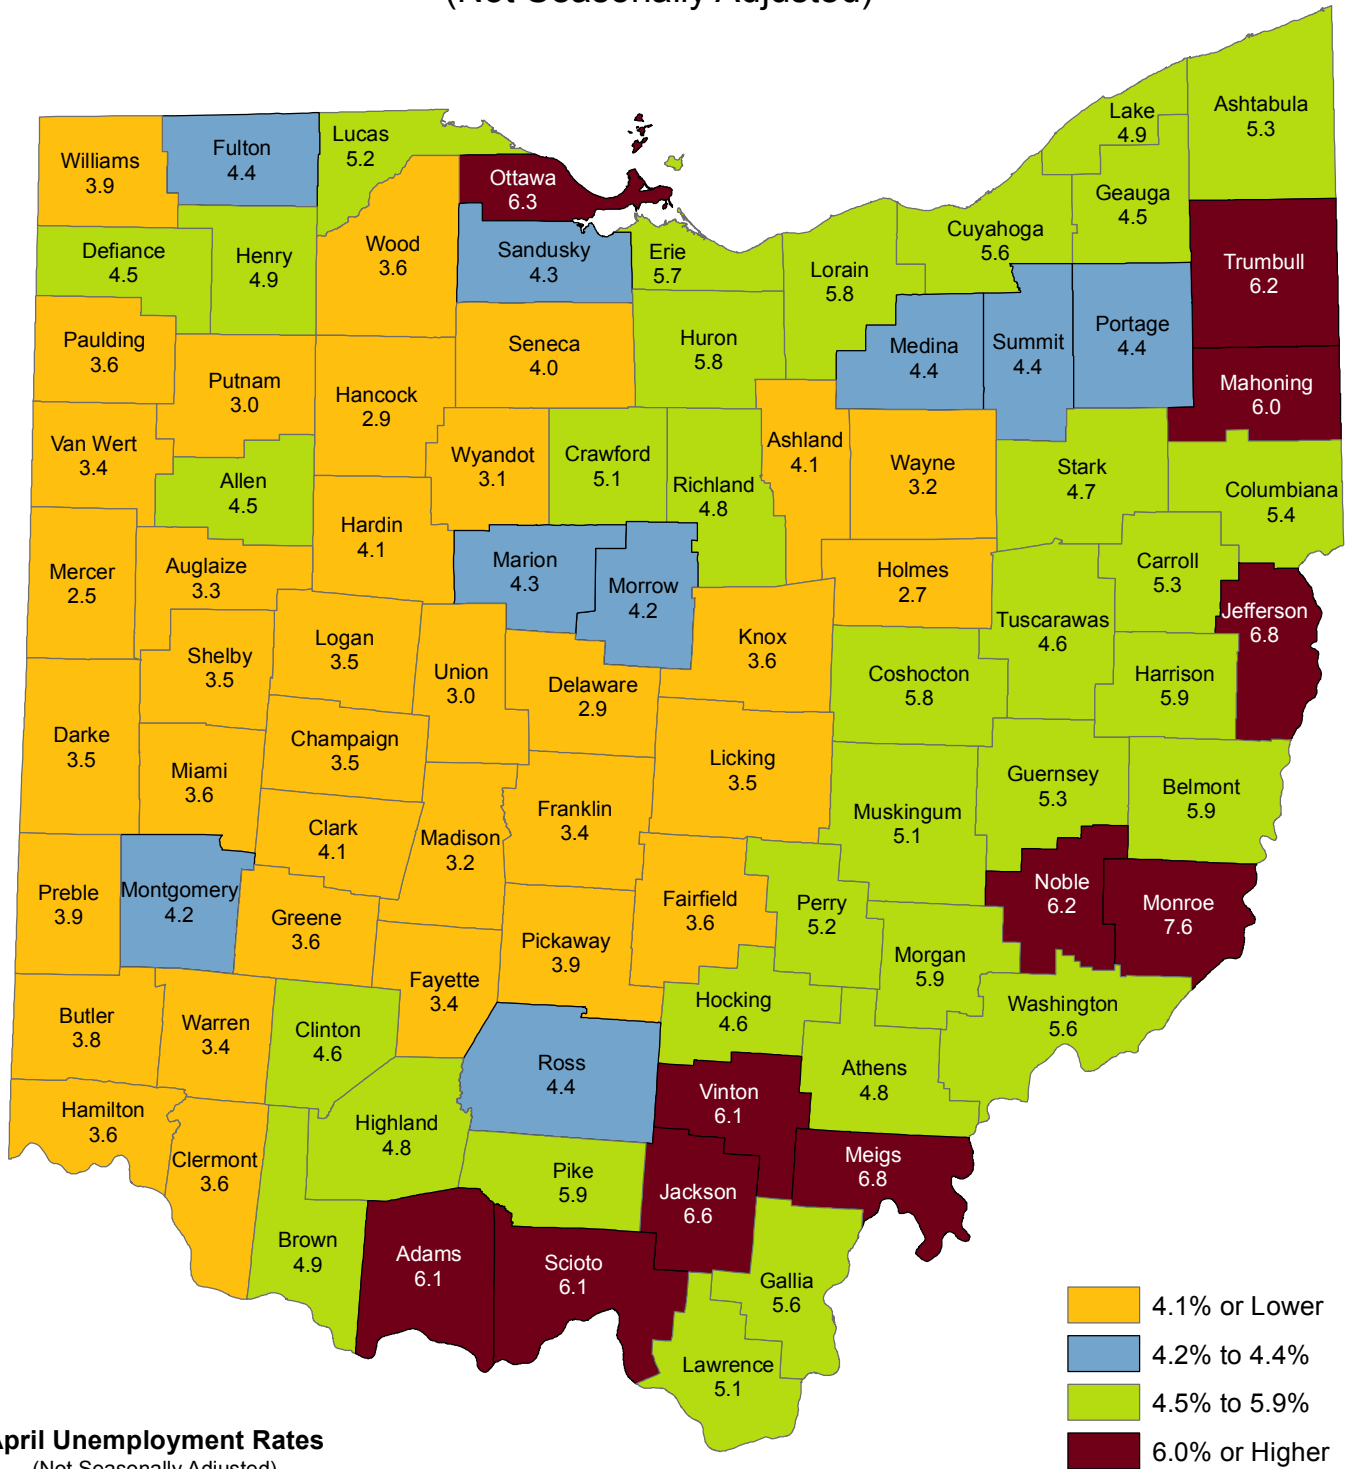 (Not Seasonally Adjusted)
Lake
4.9
Ashtabula
5.3
Williams
3.9
Fulton
4.4
Lucas
5.2
Ottawa
6.3
Geauga
4.5
Wood
3.6
Sandusky
4.3
Erie
5.7
Cuyahoga
5.6
Defiance
4.5
Henry
4.9
Lorain
5.8
Trumbull
6.2
Paulding
3.6
Seneca
4.0
Huron
5.8
Medina
4.4
Summit
4.4
Portage
4.4
Putnam
3.0
Hancock
2.9
Mahoning
6.0
Van Wert
3.4
Allen
4.5
Wyandot
3.1
Crawford
5.1
Richland
4.8
Ashland
4.1
Wayne
3.2
Stark
4.7
Columbiana
5.4
Hardin
4.1
Mercer
2.5
Auglaize
3.3
Marion
4.3
Morrow
4.2
Holmes
2.7
Carroll
5.3
Jefferson
6.8
Tuscarawas
4.6
Shelby
3.5
Logan
3.5
Union
3.0
Delaware
2.9
Knox
3.6
Coshocton
5.8
Harrison
5.9
Darke
3.5
Miami
3.6
Champaign
3.5
Licking
3.5
Guernsey
5.3
Belmont
5.9
Clark
4.1
Madison
3.2
Franklin
3.4
Muskingum
5.1
Preble
3.9
Montgomery
4.2
Greene
3.6
Fairfield
3.6
Perry
5.2
Noble
6.2
Monroe
7.6
Pickaway
3.9
Morgan
5.9
Fayette
3.4
Hocking
4.6
Washington
5.6
Butler
3.8
Warren
3.4
Clinton
4.6
Ross
4.4
Athens
4.8
Vinton
6.1
Hamilton
3.6
Highland
4.8
Clermont
3.6
Pike
5.9
Jackson
6.6
Meigs
6.8
Brown
4.9
Adams
6.1
Scioto
6.1
Gallia
5.6
Lawrence
5.1
4.1% or Lower
4.2% to 4.4%
4.5% to 5.9%
6.0% or Higher
April Unemployment Rates
(Not Seasonally Adjusted)